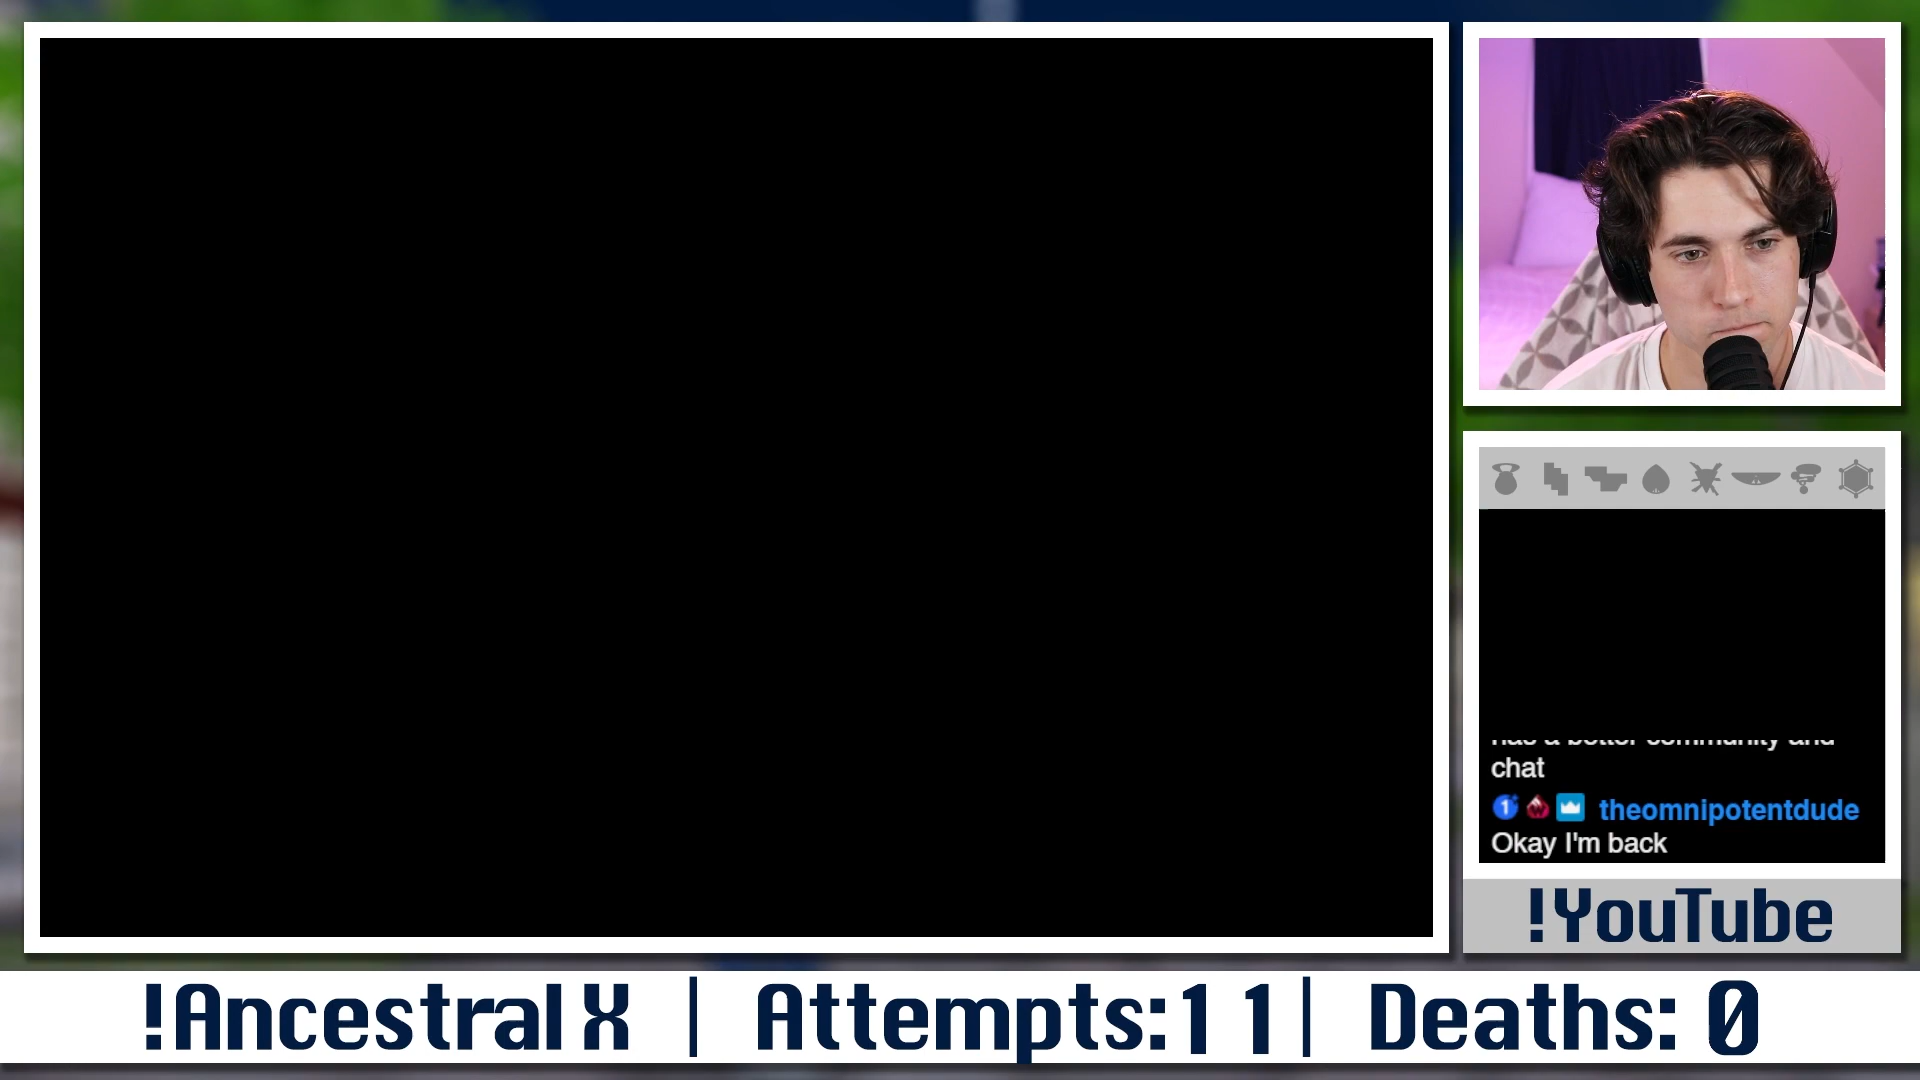 chat
theomnipotentdude
Okay I'm back
!YouTube
!Ancestral X | Attempts:11| Deaths: 0